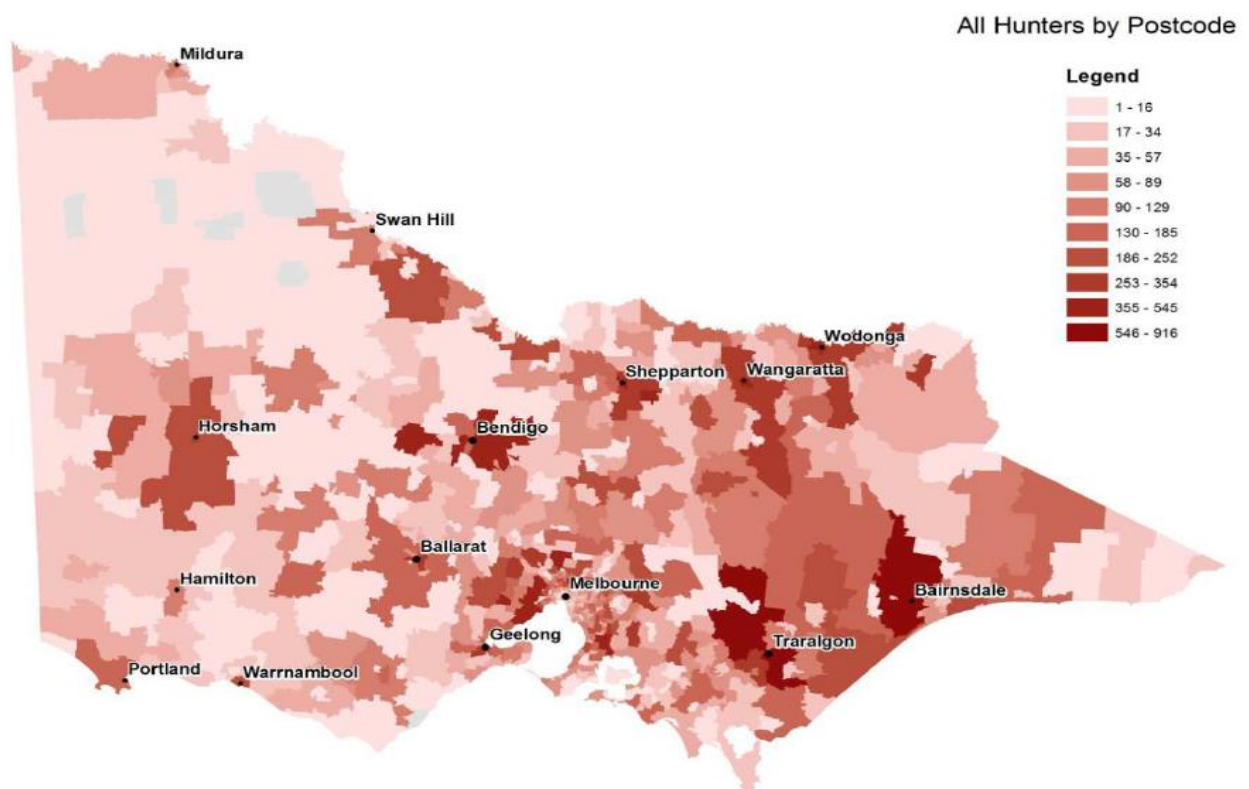 All Hunters by Postcode
Legend
1 - 16
17 - 34
35 - 57
58 - 89
90 - 129
130 - 185
186 - 252
253 - 354
355 - 545
546 - 916
Mildura
Swan Hill
Wodonga
Shepparton
Wangaratta
Horsham
Bendigo
Ballarat
Hamilton
Melbourne
Bairnsdale
Geelong
Traralgon
Portland
Warrnambool